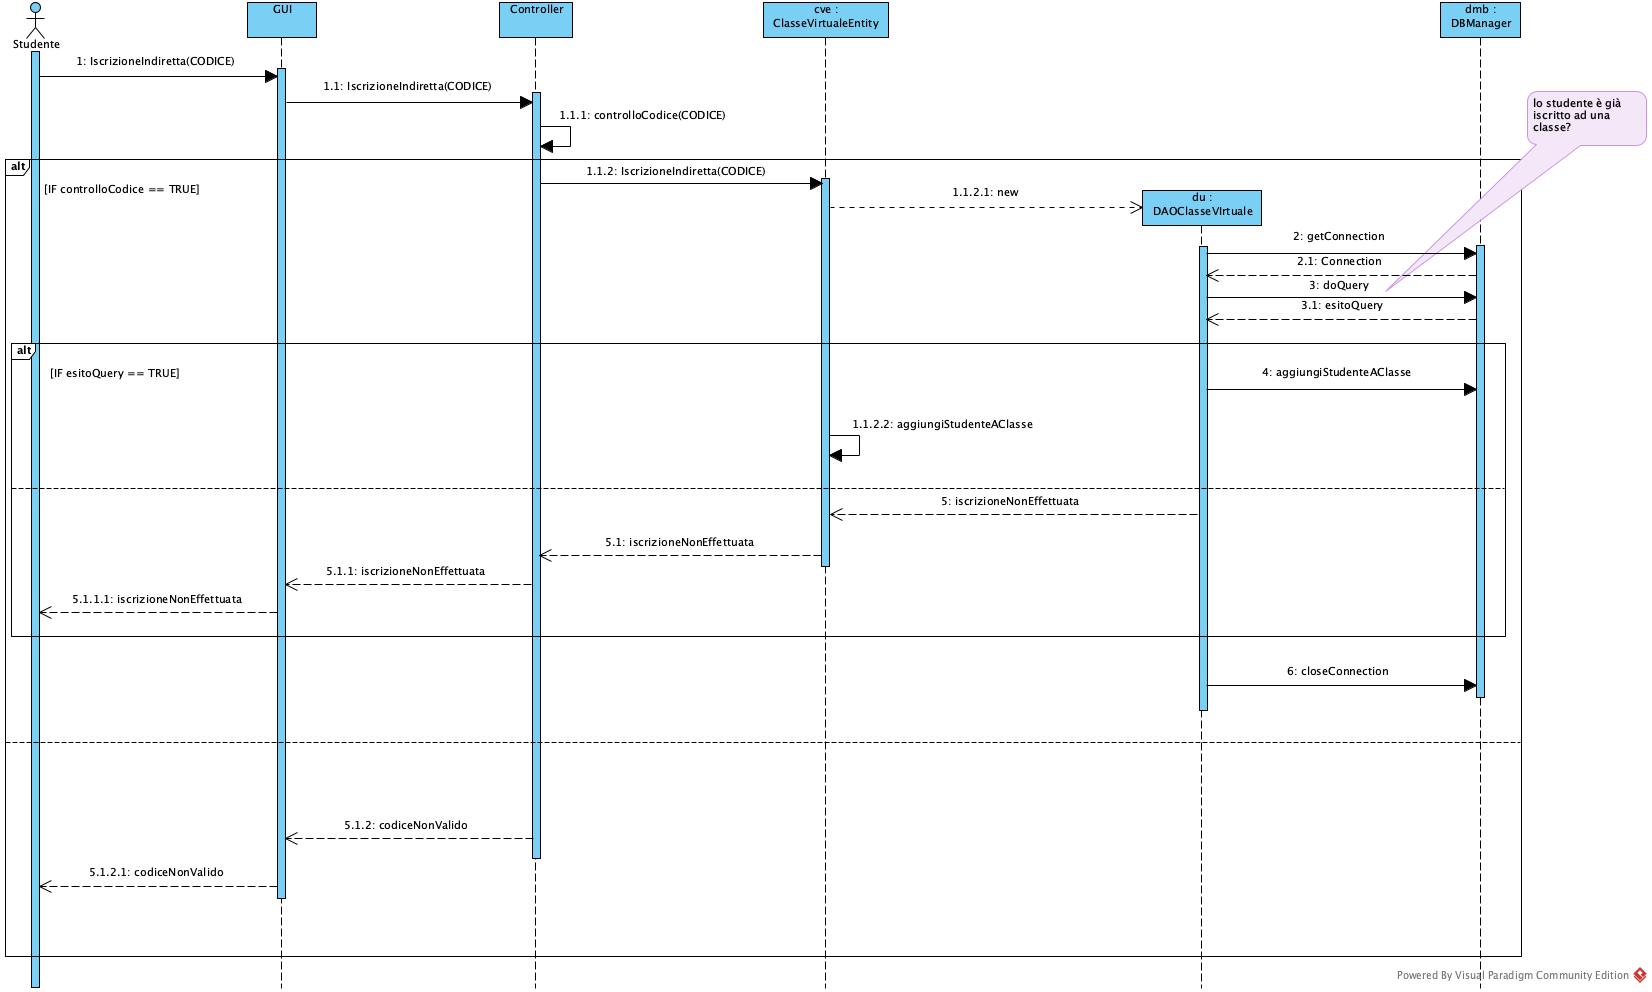 GUI
Controller
cve :
ClasseVirtualeEntity
dmb :
DBManager
Studente
1: IscrizioneIndiretta(CODICE)
1.1: IscrizioneIndiretta(CODICE)
1.1.1: controlloCodice(CODICE)
lo studente è già
iscritto ad una
classe?
alt
[IF controlloCodice == TRUE]
1.1.2: IscrizioneIndiretta(CODICE)
1.1.2.1: new
du :
DAOClasseVIrtuale
2: getConnection
2.1: Connection
3: doQuery
3.1: esitoQuery
alt
[IF esitoQuery == TRUE]
4: aggiungiStudenteAClasse
1.1.2.2: aggiungiStudenteAClasse
5: iscrizioneNonEffettuata
5.1: iscrizioneNonEffettuata
5.1.1: iscrizioneNonEffettuata
5.1.1.1: iscrizioneNonEffettuata
6: closeConnection
5.1.2: codiceNonValido
5.1.2.1: codiceNonValido
Powered By Visual Paradigm Community Edition